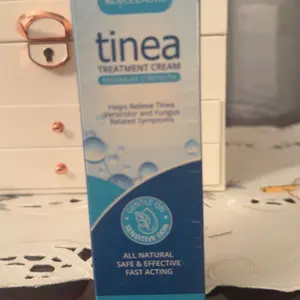 tinea
TREATMENT CREAM
MAXIMUM STRENGTH
Helps Relieve Tinea
Versicolor and Fungus
Related Symptoms
GENTLE ON
SENSITIVE SKIN
ALL NATURAL
SAFE & EFFECTIVE
FAST ACTING